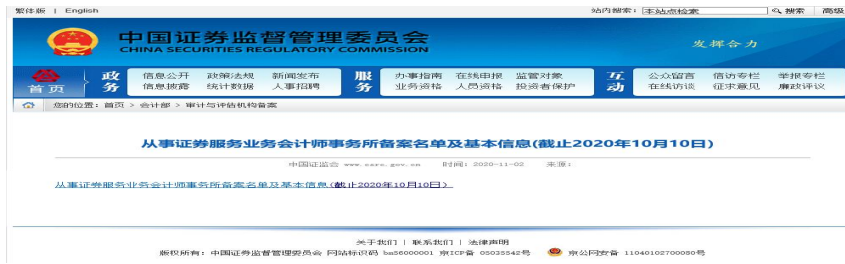 繁体版 | English 站内搜索: 本站点检索 搜索 高级
中国证券监督管理委员会 发挥合力
CHINA SECURITIES REGULATORY COMMISSION
首页 政务 信息公开 政策法规 新闻发布 服务 办事指南 在线申报 监管对象 互动 公众留言 信访专栏 举报专栏
信息披露 统计数据 人事招聘 业务资格 人员资格 投资者保护 在线访谈 征求意见 廉政评议
您的位置: 首页 > 会计部 > 审计与评估机构备案
从事证券服务业务会计师事务所备案名单及基本信息(截止2020年10月10日)
中国证监会 www.csrc.gov.cn 时间: 2020-11-02 来源:
从事证券服务业务会计师事务所备案名单及基本信息(截止2020年10月10日)
关于我们 | 联系我们 | 法律声明
版权所有: 中国证券监督管理委员会 网站标识码 bm56000001 京ICP备 05035542号 京公网安备 11040102700080号